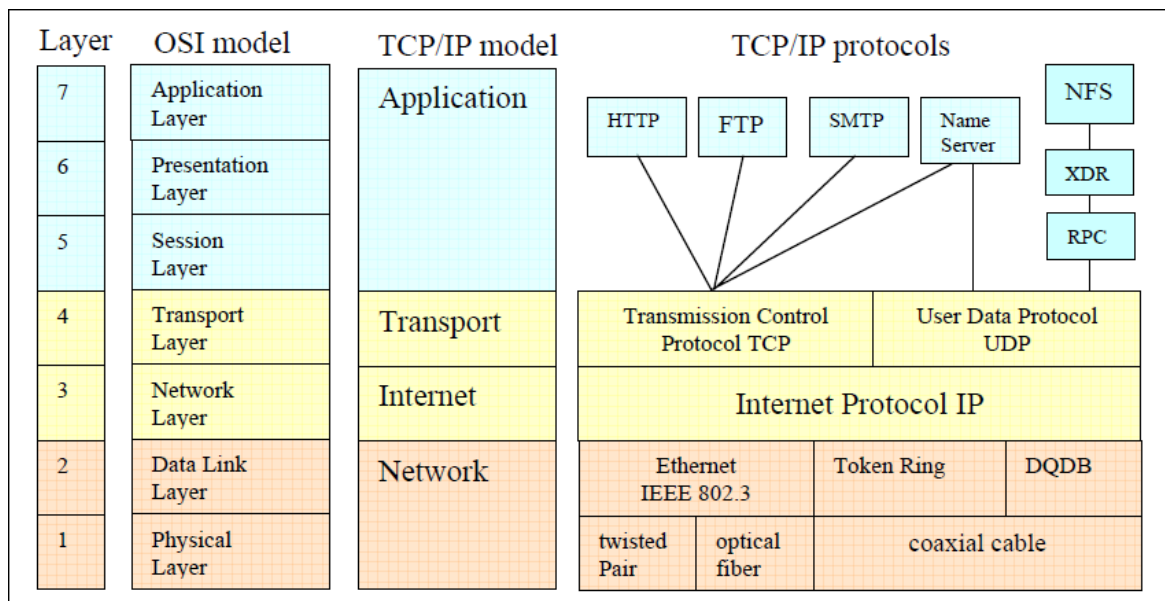 Layer
OSI model
TCP/IP model
TCP/IP protocols
7
Application
Layer
6
Presentation
Layer
5
Session
Layer
4
Transport
Layer
3
Network
Layer
2
Data Link
Layer
1
Physical
Layer
Application
Transport
Internet
Network
HTTP
FTP
SMTP
Name
Server
NFS
XDR
RPC
Transmission Control
Protocol TCP
User Data Protocol
UDP
Internet Protocol IP
Ethernet
IEEE 802.3
Token Ring
DQDB
twisted
Pair
optical
fiber
coaxial cable